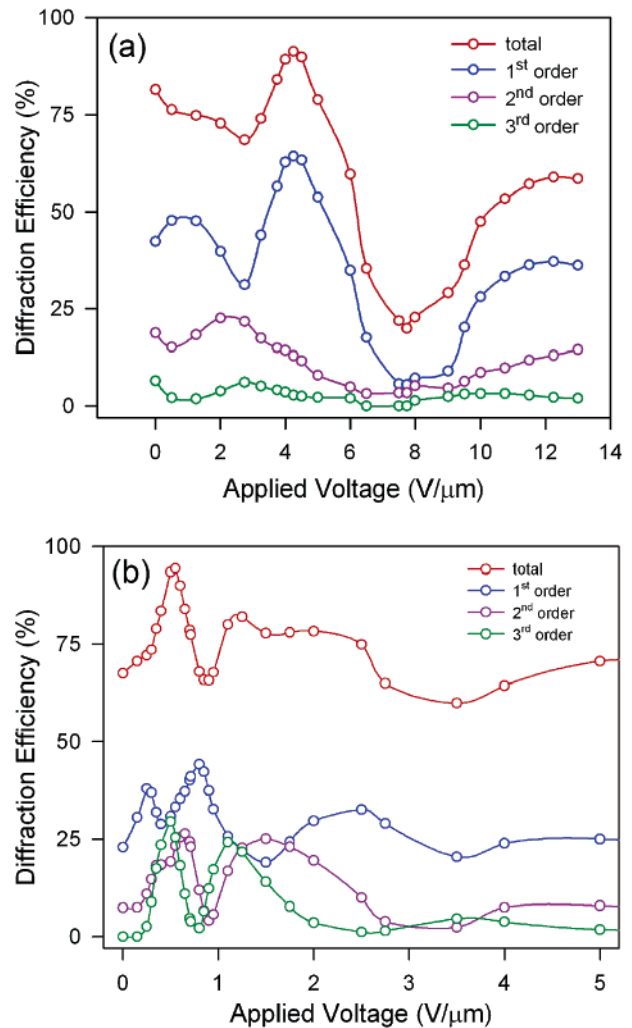 (a)
total
1st order
2nd order
3rd order
100
75
50
25
0
Diffraction Efficiency (%)
0 2 4 6 8 10 12 14
Applied Voltage (V/μm)
(b)
total
1st order
2nd order
3rd order
100
75
50
25
0
Diffraction Efficiency (%)
0 1 2 3 4 5
Applied Voltage (V/μm)